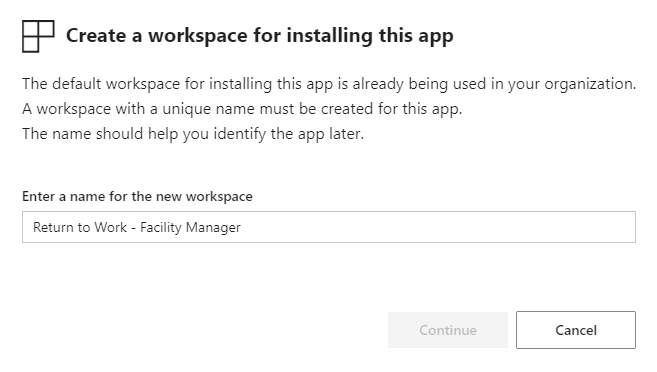 Create a workspace for installing this app
The default workspace for installing this app is already being used in your organization.
A workspace with a unique name must be created for this app.
The name should help you identify the app later.
Enter a name for the new workspace
Return to Work - Facility Manager
Continue
Cancel